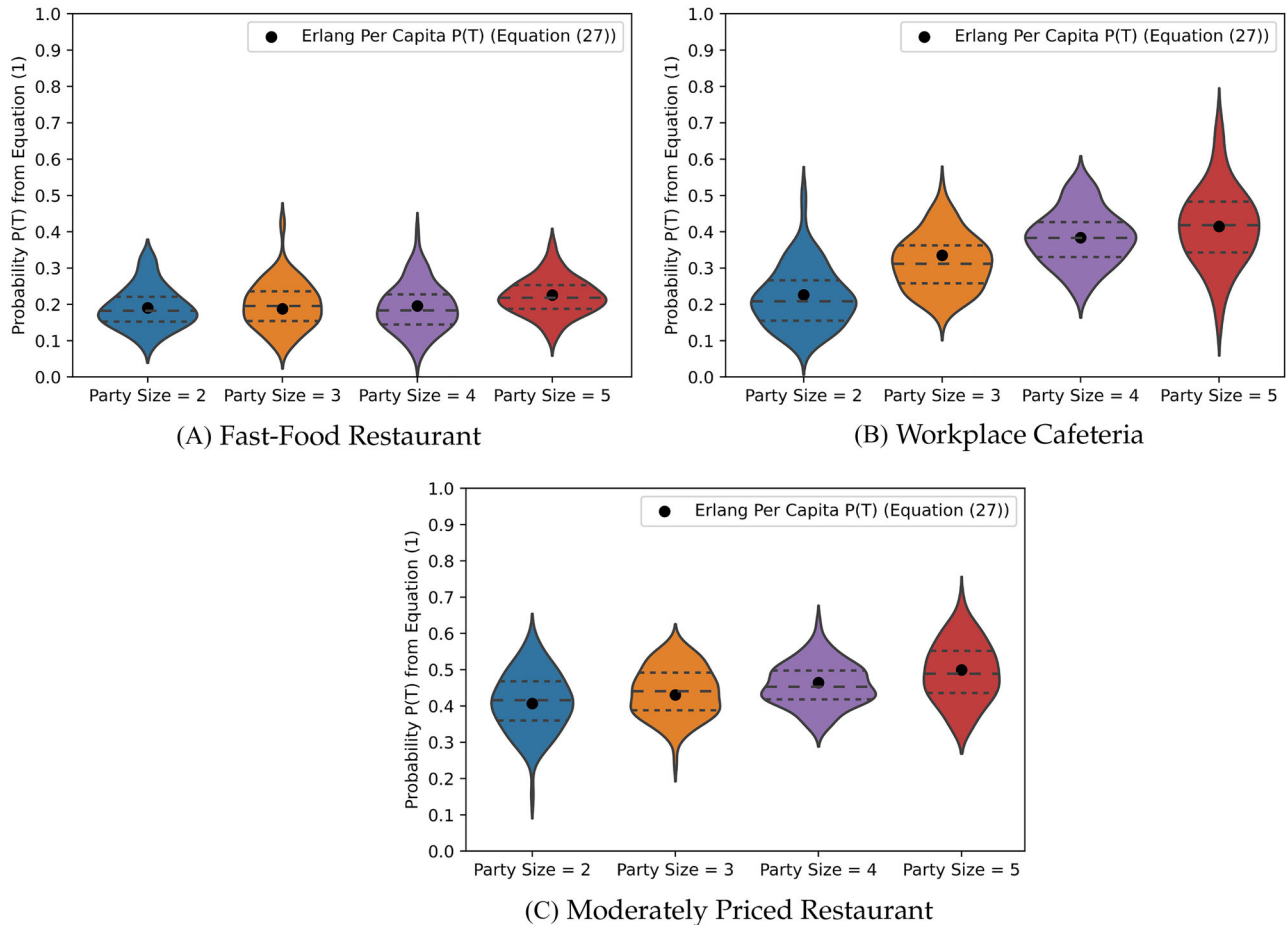 Probability P(T) from Equation (1)
1.0
0.9
0.8
0.7
0.6
0.5
0.4
0.3
0.2
0.1
0.0
Erlang Per Capita P(T) (Equation (27))
Party Size = 2 Party Size = 3 Party Size = 4 Party Size = 5
(A) Fast-Food Restaurant
Probability P(T) from Equation (1)
1.0
0.9
0.8
0.7
0.6
0.5
0.4
0.3
0.2
0.1
0.0
Erlang Per Capita P(T) (Equation (27))
Party Size = 2 Party Size = 3 Party Size = 4 Party Size = 5
(B) Workplace Cafeteria
Probability P(T) from Equation (1)
1.0
0.9
0.8
0.7
0.6
0.5
0.4
0.3
0.2
0.1
0.0
Erlang Per Capita P(T) (Equation (27))
Party Size = 2 Party Size = 3 Party Size = 4 Party Size = 5
(C) Moderately Priced Restaurant